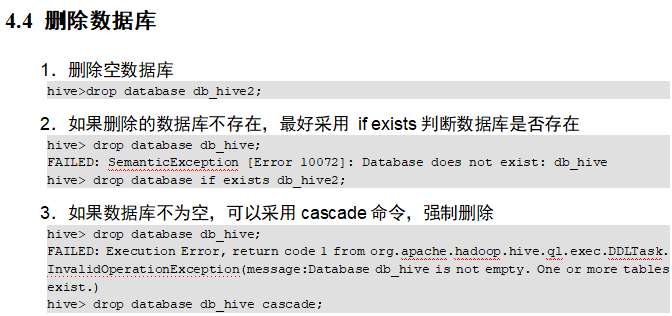 4.4 删除数据库
1. 删除空数据库
hive>drop database db_hive2;
2. 如果删除的数据库不存在，最好采用 if exists 判断数据库是否存在
hive> drop database db_hive;
FAILED: SemanticException [Error 10072]: Database does not exist: db_hive
hive> drop database if exists db_hive2;
3. 如果数据库不为空，可以采用 cascade 命令，强制删除
hive> drop database db_hive;
FAILED: Execution Error, return code 1 from org.apache.hadoop.hive.ql.exec.DDLTask.
InvalidOperationException(message:Database db_hive is not empty. One or more tables
exist.)
hive> drop database db_hive cascade;